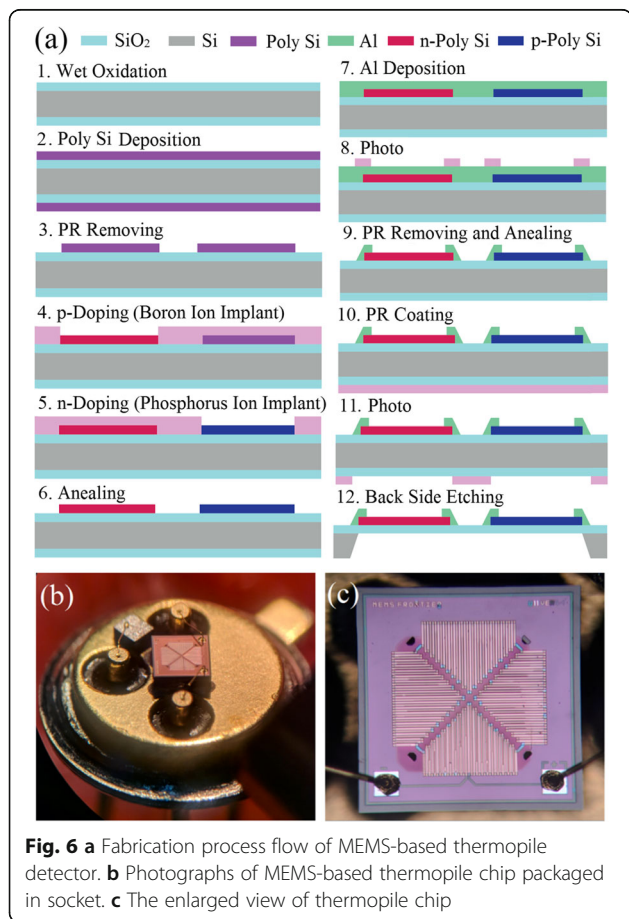 (a)
SiO₂ Si Poly Si Al n-Poly Si p-Poly Si
1. Wet Oxidation
2. Poly Si Deposition
3. PR Removing
4. p-Doping (Boron Ion Implant)
5. n-Doping (Phosphorus Ion Implant)
6. Anealing
7. Al Deposition
8. Photo
9. PR Removing and Anealing
10. PR Coating
11. Photo
12. Back Side Etching
(b)
(c)
Fig. 6 a Fabrication process flow of MEMS-based thermopile
detector. b Photographs of MEMS-based thermopile chip packaged
in socket. c The enlarged view of thermopile chip